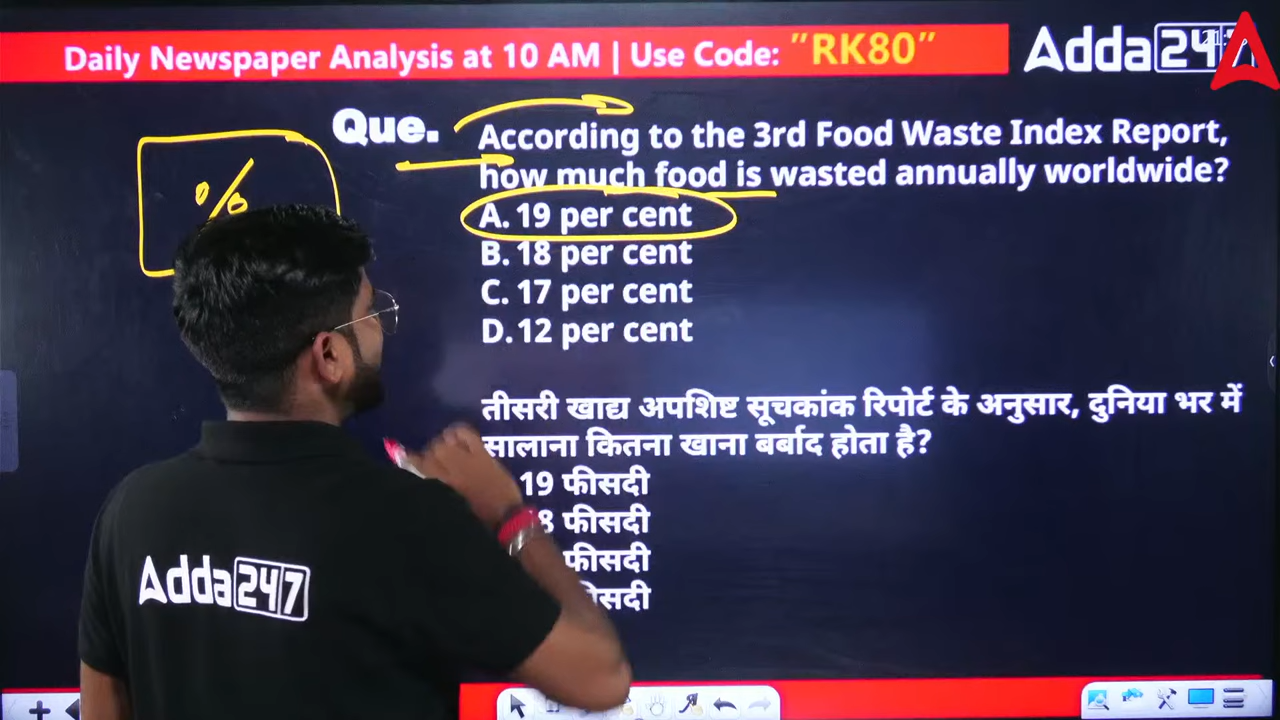 Daily Newspaper Analysis at 10 AM | Use Code: "RK80"
Adda247
Que.
According to the 3rd Food Waste Index Report,
how much food is wasted annually worldwide?
%
A. 19 per cent
B. 18 per cent
C. 17 per cent
D. 12 per cent
तीसरी खाद्य अपशिष्ट सूचकांक रिपोर्ट के अनुसार, दुनिया भर में
सालाना कितना खाना बर्बाद होता है?
19 फीसदी
8 फीसदी
फीसदी
Adda247